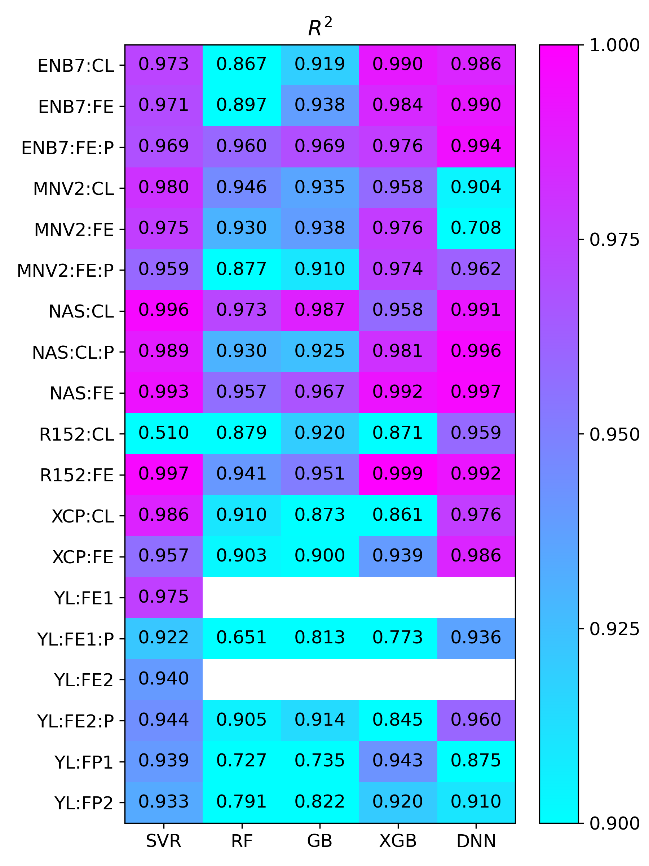 R²
ENB7:CL 0.973 0.867 0.919 0.990 0.986 1.000
ENB7:FE 0.971 0.897 0.938 0.984 0.990
ENB7:FE:P 0.969 0.960 0.969 0.976 0.994
MNV2:CL 0.980 0.946 0.935 0.958 0.904
MNV2:FE 0.975 0.930 0.938 0.976 0.708 0.975
MNV2:FE:P 0.959 0.877 0.910 0.974 0.962
NAS:CL 0.996 0.973 0.987 0.958 0.991
NAS:CL:P 0.989 0.930 0.925 0.981 0.996
NAS:FE 0.993 0.957 0.967 0.992 0.997
R152:CL 0.510 0.879 0.920 0.871 0.959 0.950
R152:FE 0.997 0.941 0.951 0.999 0.992
XCP:CL 0.986 0.910 0.873 0.861 0.976
XCP:FE 0.957 0.903 0.900 0.939 0.986
YL:FE1 0.975
YL:FE1:P 0.922 0.651 0.813 0.773 0.936 0.925
YL:FE2 0.940
YL:FE2:P 0.944 0.905 0.914 0.845 0.960
YL:FP1 0.939 0.727 0.735 0.943 0.875
YL:FP2 0.933 0.791 0.822 0.920 0.910 0.900
SVR RF GB XGB DNN